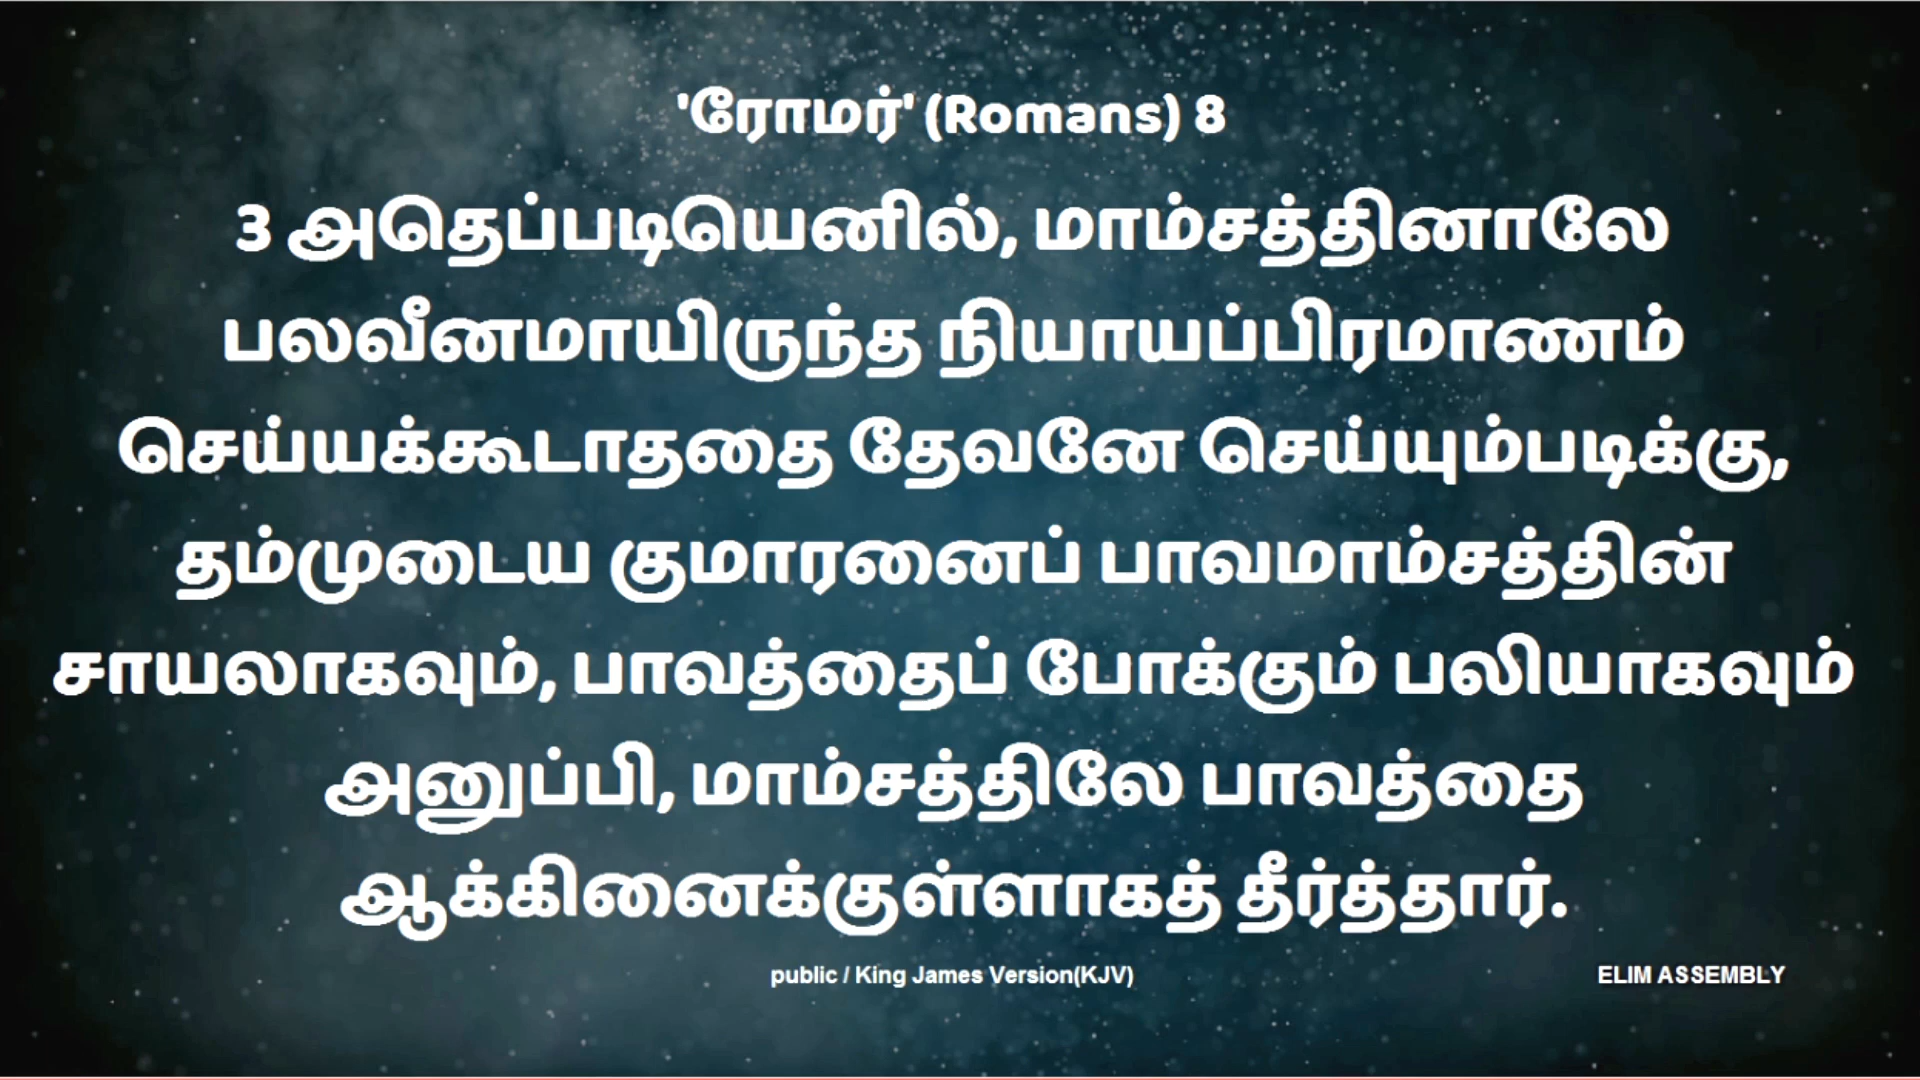 'ரோமர்' (Romans) 8
3 அதெப்படியெனில், மாம்சத்தினாலே
பலவீனமாயிருந்த நியாயப்பிரமாணம்
செய்யக்கூடாததை தேவனே செய்யும்படிக்கு,
தம்முடைய குமாரனைப் பாவமாம்சத்தின்
சாயலாகவும், பாவத்தைப் போக்கும் பலியாகவும்
அனுப்பி, மாம்சத்திலே பாவத்தை
ஆக்கினைக்குள்ளாகத் தீர்த்தார்.
public / King James Version(KJV)
ELIM ASSEMBLY